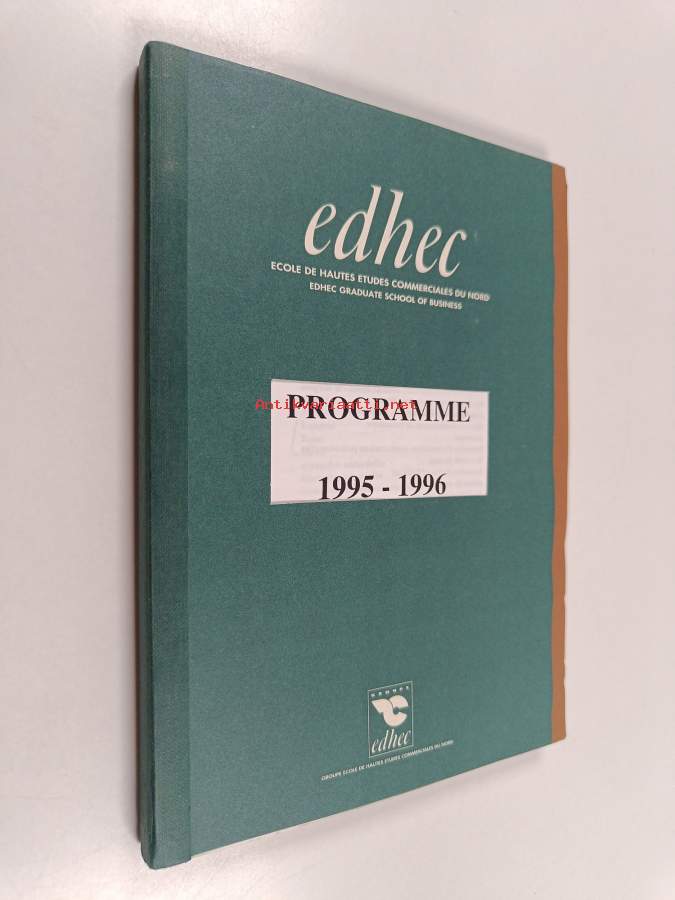 edhec
ECOLE DE HAUTES ETUDES COMMERCIALES DU NORD
EDHEC GRADUATE SCHOOL OF BUSINESS
PROGRAMME
Antikvariaatti.net
1995 - 1996
GROUPE
edhec
GROUPE ECOLE DE HAUTES ETUDES COMMERCIALES DU NORD